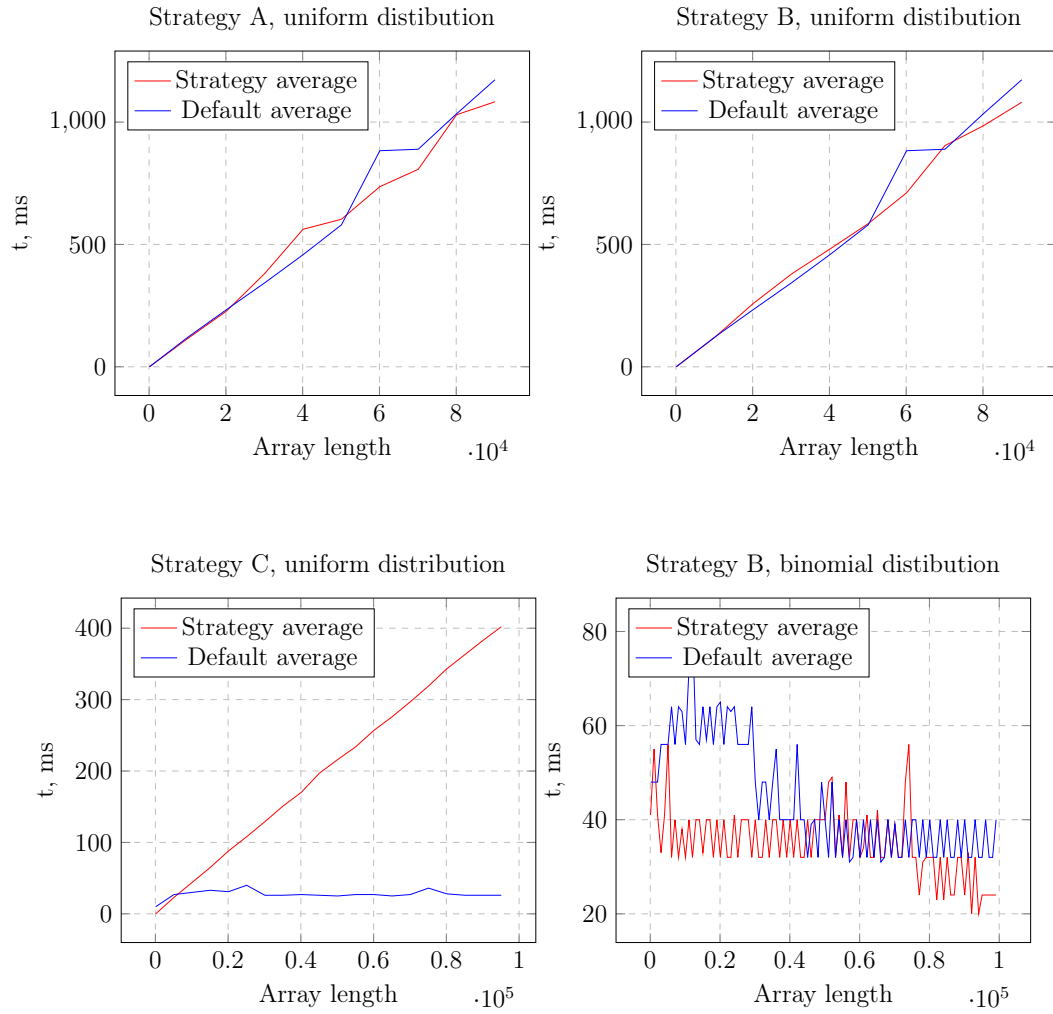 Strategy A, uniform distibution
Strategy average
Default average
1,000
500
0
t, ms
0 2 4 6 8
Array length
·10^4
Strategy B, uniform distibution
Strategy average
Default average
1,000
500
0
t, ms
0 2 4 6 8
Array length
·10^4
Strategy C, uniform distribution
Strategy average
Default average
400
300
200
100
0
t, ms
0 0.2 0.4 0.6 0.8 1
Array length
·10^5
Strategy B, binomial distibution
Strategy average
Default average
80
60
40
20
t, ms
0 0.2 0.4 0.6 0.8 1
Array length
·10^5